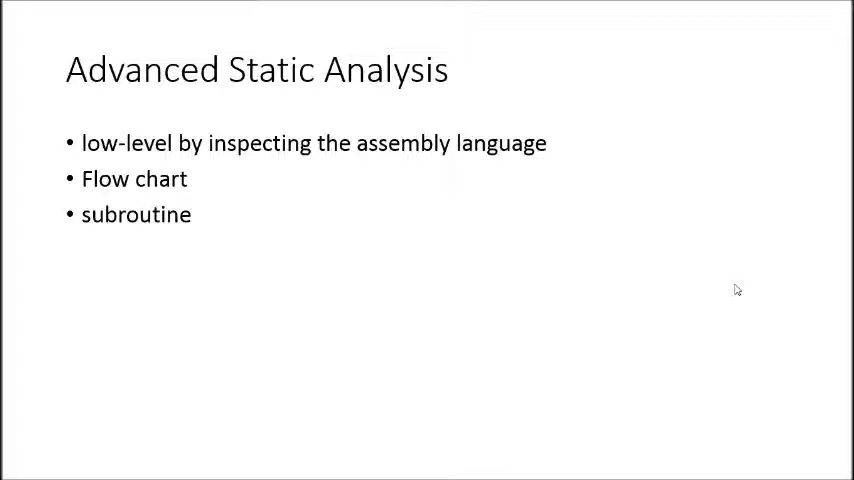 Advanced Static Analysis
• low-level by inspecting the assembly language
• Flow chart
• subroutine